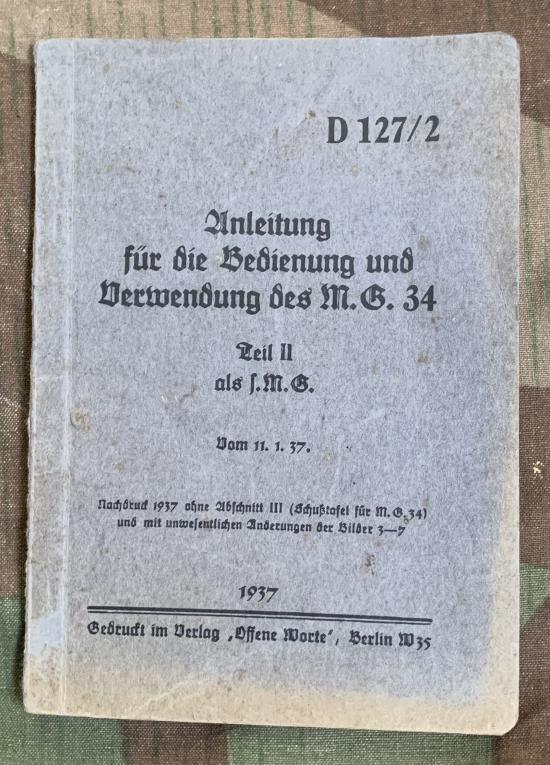 D 127/2
Anleitung
für die Bedienung und
Verwendung des M.G. 34
Teil II
als s.M.G.
Vom 11. 1. 37.
Nachdruck 1937 ohne Abschnitt III (Schußtafel für M. G. 34)
und mit unwesentlichen Änderungen der Bilder 3—7
1937
Gedruckt im Verlag „Offene Worte“, Berlin W35